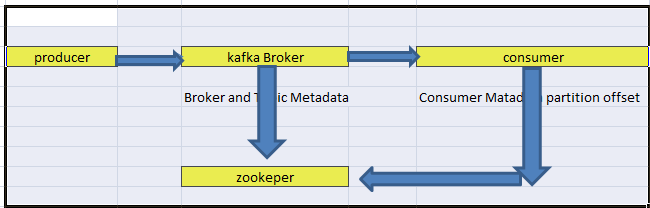 producer
kafka Broker
consumer
Broker and Metadata
Consumer partition offset
zookeper